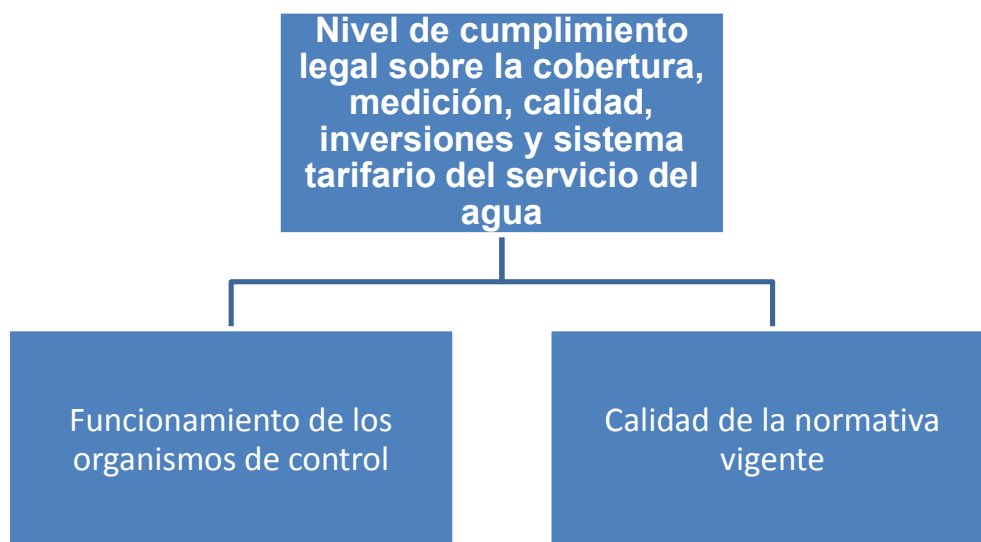 Nivel de cumplimiento
legal sobre la cobertura,
medición, calidad,
inversiones y sistema
tarifario del servicio del
agua
Funcionamiento de los
organismos de control
Calidad de la normativa
vigente